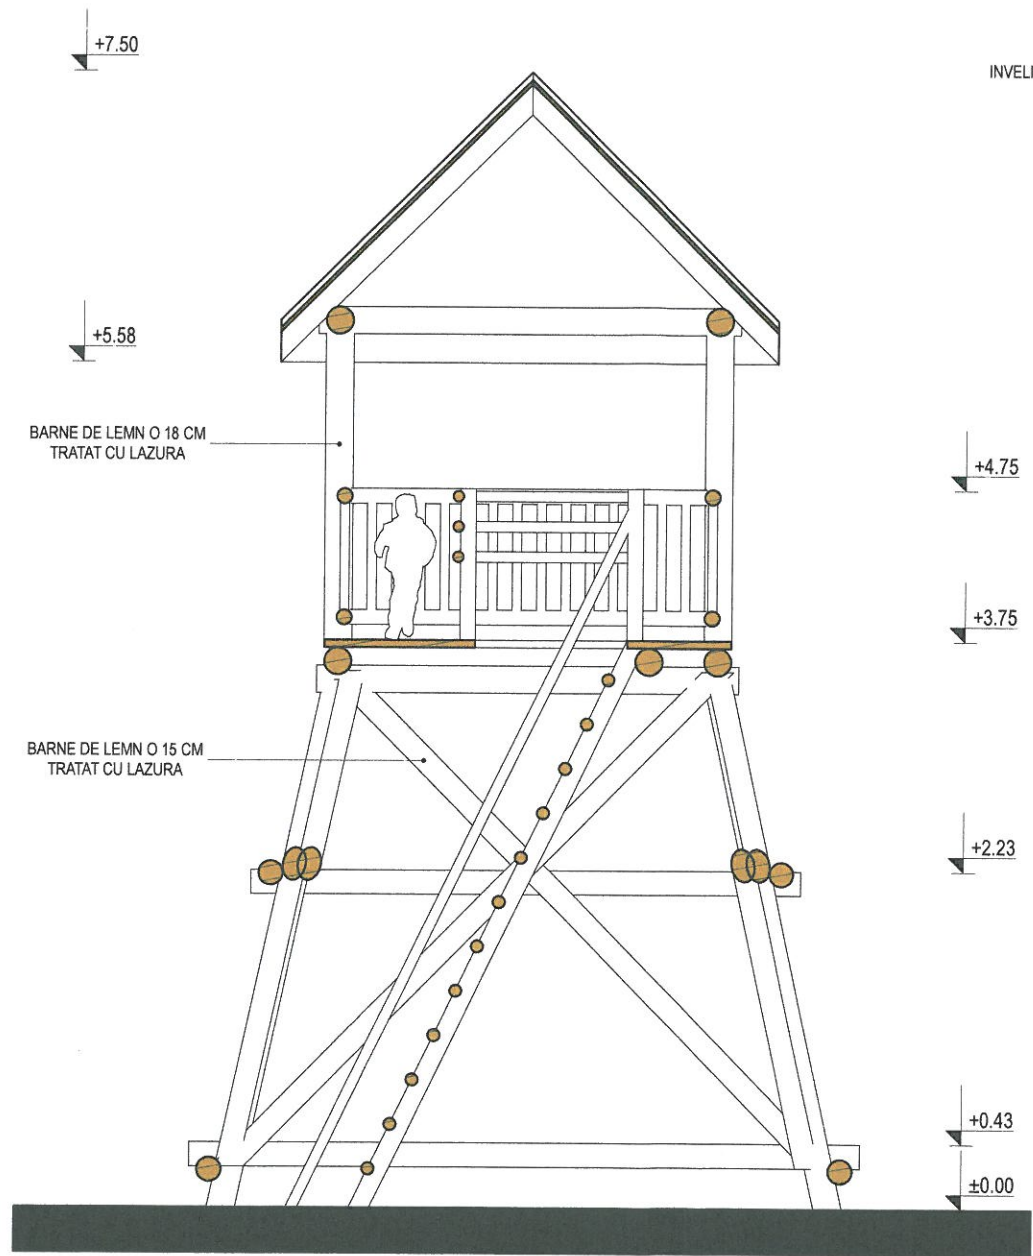 +7.50
INVELI
+5.58
BARNE DE LEMN O 18 CM
TRATAT CU LAZURA
+4.75
+3.75
BARNE DE LEMN O 15 CM
TRATAT CU LAZURA
+2.23
+0.43
±0.00